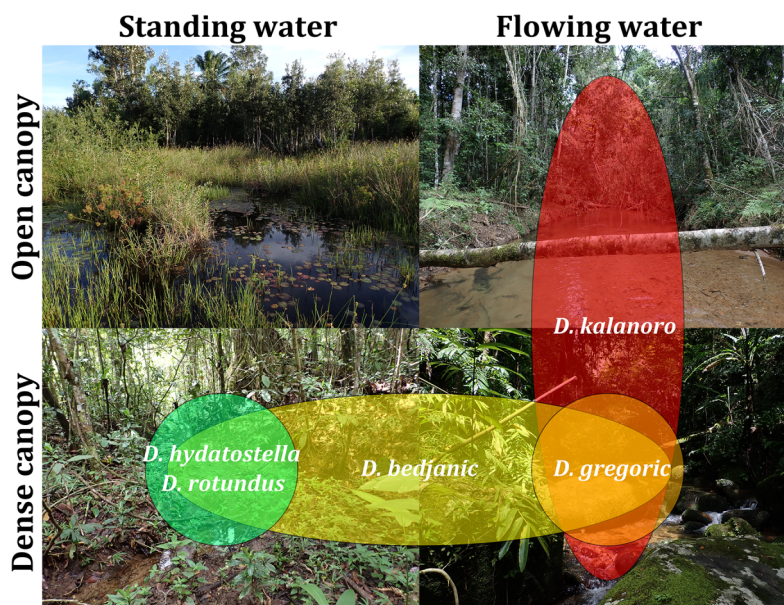 Standing water
Flowing water
Open canopy
D. kalanoro
Dense canopy
D. hydatostella
D. rotundus
D. bedjanic
D. gregoric